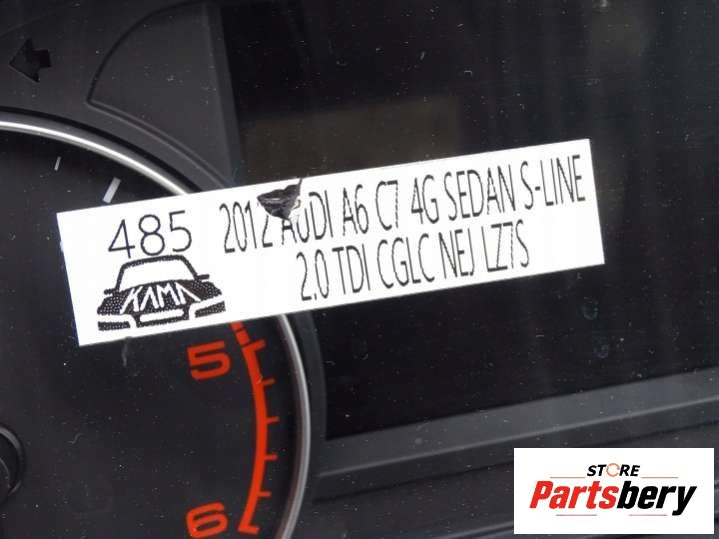 485
2012 AUDI A6 C7 4G SEDAN S-LINE
2.0 TDI CGLC NEJ LZ7S
KAMA
5
6
STORE
Partsbery